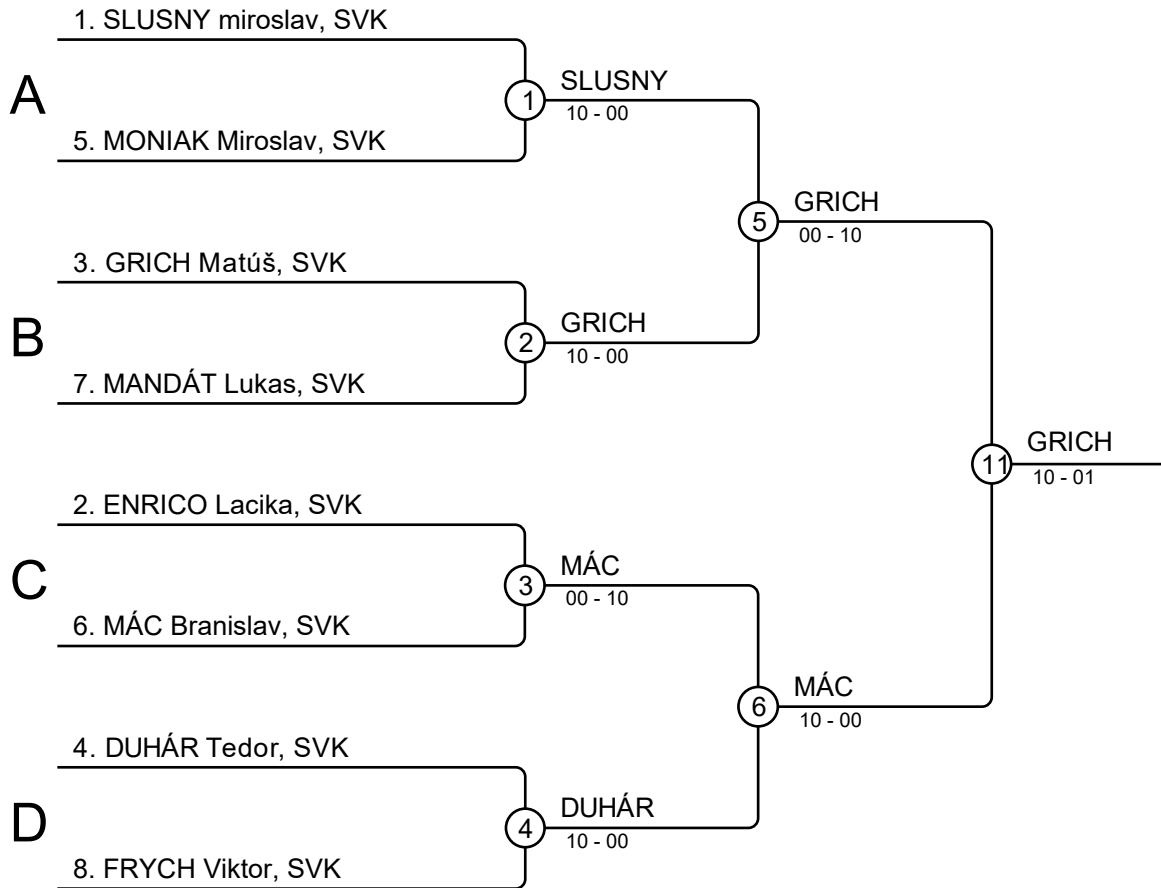 1. SLUSNY miroslav, SVK
A
1
SLUSNY
10 - 00
5. MONIAK Miroslav, SVK
5
GRICH
00 - 10
3. GRICH Matúš, SVK
B
2
GRICH
10 - 00
7. MANDÁT Lukas, SVK
11
GRICH
10 - 01
2. ENRICO Lacika, SVK
C
3
MÁC
00 - 10
6. MÁC Branislav, SVK
6
MÁC
10 - 00
4. DUHÁR Tedor, SVK
D
4
DUHÁR
10 - 00
8. FRYCH Viktor, SVK